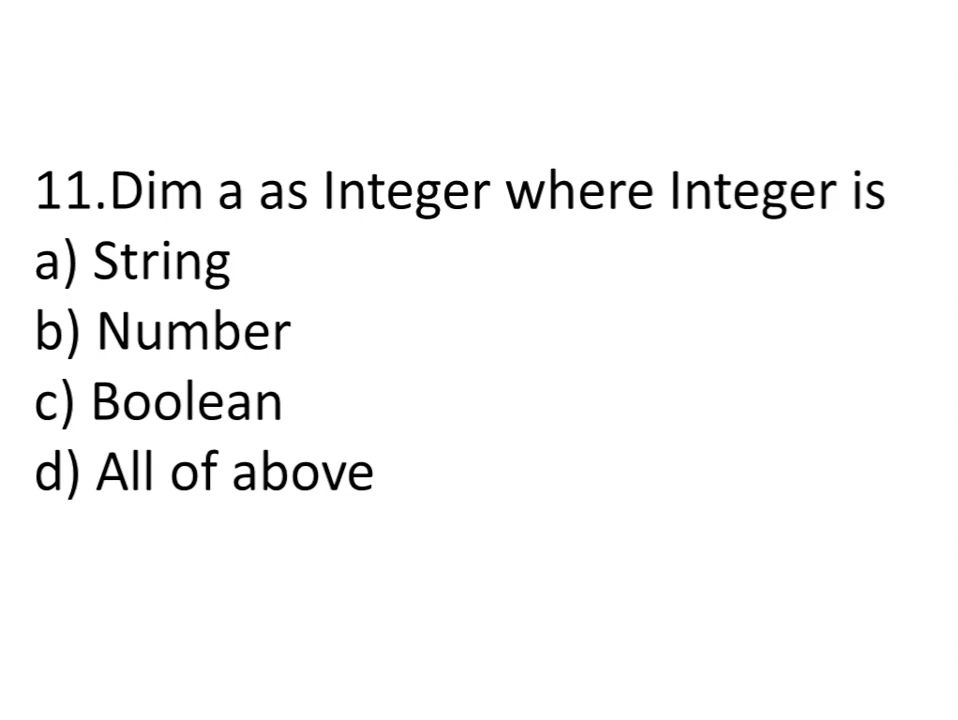 11.Dim a as Integer where Integer is
a) String
b) Number
c) Boolean
d) All of above